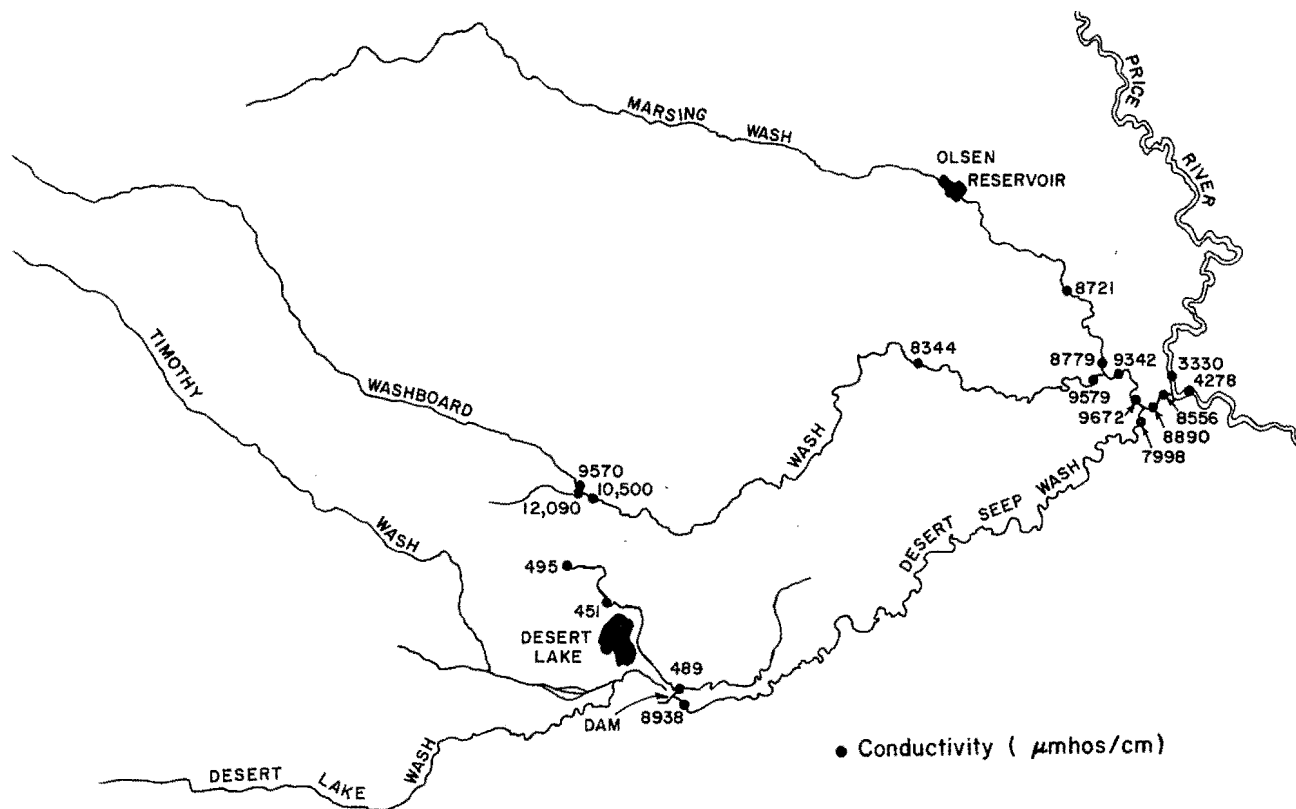 PRICE
RIVER
MARSING WASH
OLSEN
RESERVOIR
8721
8344
8779
9342
3330
4278
9579
9672
8556
8890
7998
TIMOTHY
WASH
WASHBOARD
WASH
9570
10,500
12,090
DESERT SEEP WASH
495
451
DESERT
LAKE
489
DAM
8938
DESERT LAKE WASH
● Conductivity ( µmhos/cm)